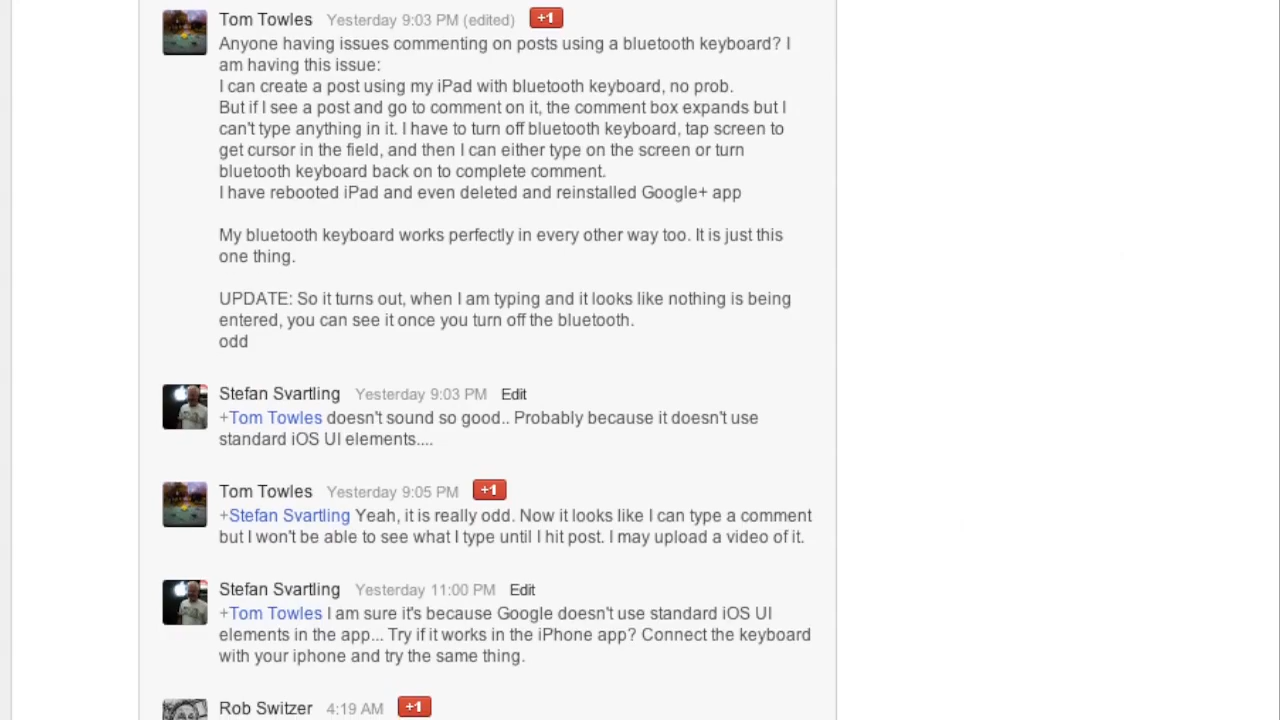 Tom Towles Yesterday 9:03 PM (edited) +1
Anyone having issues commenting on posts using a bluetooth keyboard? I
am having this issue:
I can create a post using my iPad with bluetooth keyboard, no prob.
But if I see a post and go to comment on it, the comment box expands but I
can't type anything in it. I have to turn off bluetooth keyboard, tap screen to
get cursor in the field, and then I can either type on the screen or turn
bluetooth keyboard back on to complete comment.
I have rebooted iPad and even deleted and reinstalled Google+ app
My bluetooth keyboard works perfectly in every other way too. It is just this
one thing.
UPDATE: So it turns out, when I am typing and it looks like nothing is being
entered, you can see it once you turn off the bluetooth.
odd
Stefan Svartling Yesterday 9:03 PM Edit
+Tom Towles doesn't sound so good.. Probably because it doesn't use
standard iOS UI elements....
Tom Towles Yesterday 9:05 PM +1
+Stefan Svartling Yeah, it is really odd. Now it looks like I can type a comment
but I won't be able to see what I type until I hit post. I may upload a video of it.
Stefan Svartling Yesterday 11:00 PM Edit
+Tom Towles I am sure it's because Google doesn't use standard iOS UI
elements in the app... Try if it works in the iPhone app? Connect the keyboard
with your iphone and try the same thing.
Rob Switzer 4:19 AM +1